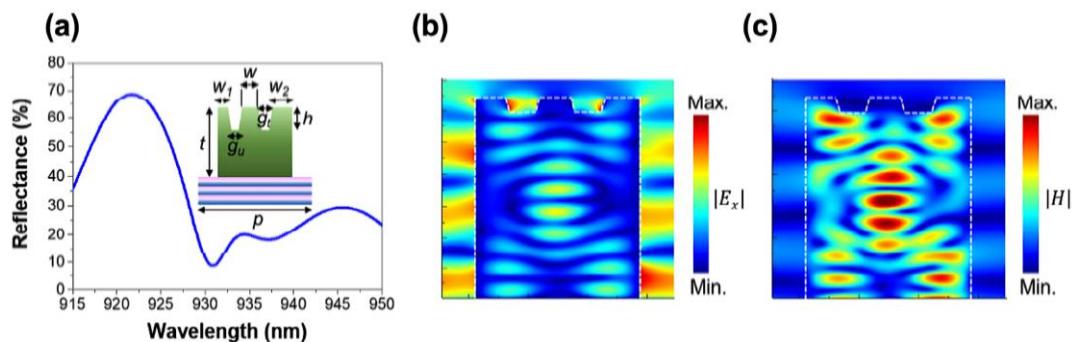 (a)
80
70
60
50
40
30
20
10
0
Reflectance (%)
915 920 925 930 935 940 945 950
Wavelength (nm)
w
w₁ w₂
h
gₜ
t
gᵤ
p
(b)
Max.
|Eₓ|
Min.
(c)
Max.
|H|
Min.